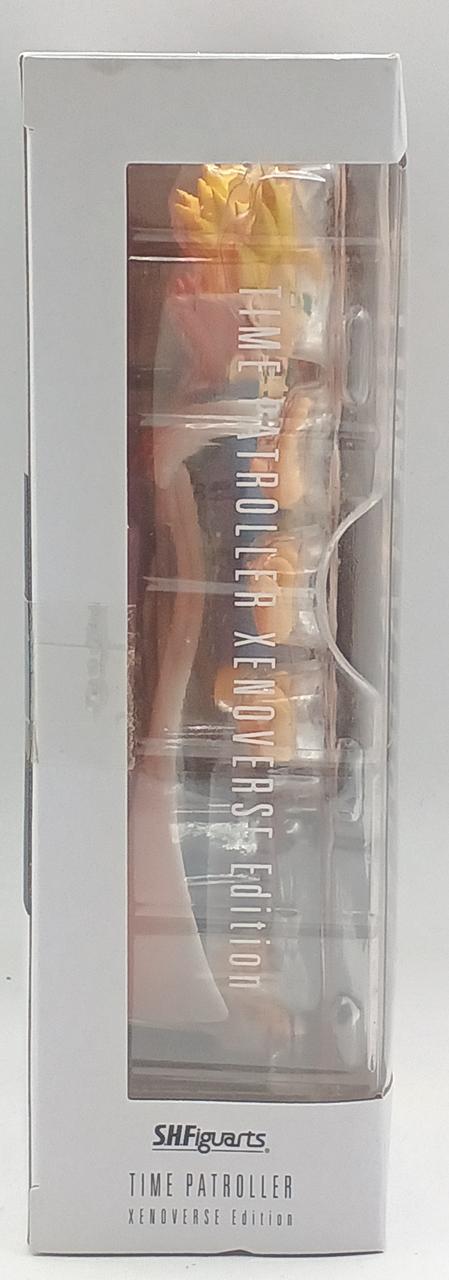 TIME PATROLLER XENOVERSE Edition
S.H.Figuarts
TIME PATROLLER
XENOVERSE Edition